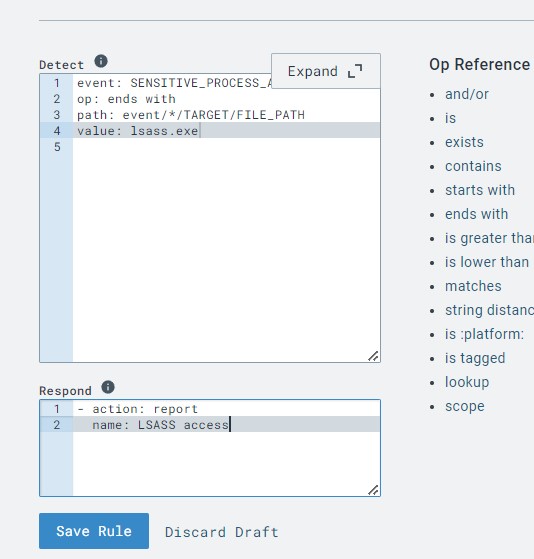 Detect
Expand
1 event: SENSITIVE_PROCESS_
2 op: ends with
3 path: event/*/TARGET/FILE_PATH
4 value: lsass.exe
5
Respond
1 - action: report
2 name: LSASS access
Save Rule
Discard Draft
Op Reference
and/or
is
exists
contains
starts with
ends with
is greater tha
is lower than
matches
string distanc
is :platform:
is tagged
lookup
scope